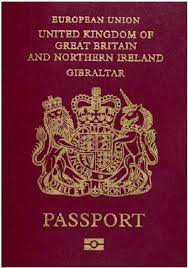 EUROPEAN UNION
UNITED KINGDOM OF
GREAT BRITAIN
AND NORTHERN IRELAND
GIBRALTAR
PASSPORT